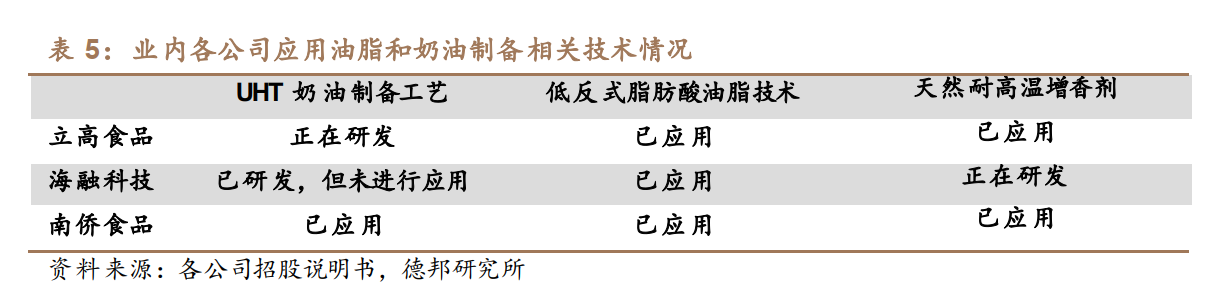 表 5：业内各公司应用油脂和奶油制备相关技术情况
UHT 奶油制备工艺 低反式脂肪酸油脂技术 天然耐高温增香剂
立高食品 正在研发 已应用 已应用
海融科技 已研发，但未进行应用 已应用 正在研发
南侨食品 已应用 已应用 已应用
资料来源：各公司招股说明书，德邦研究所